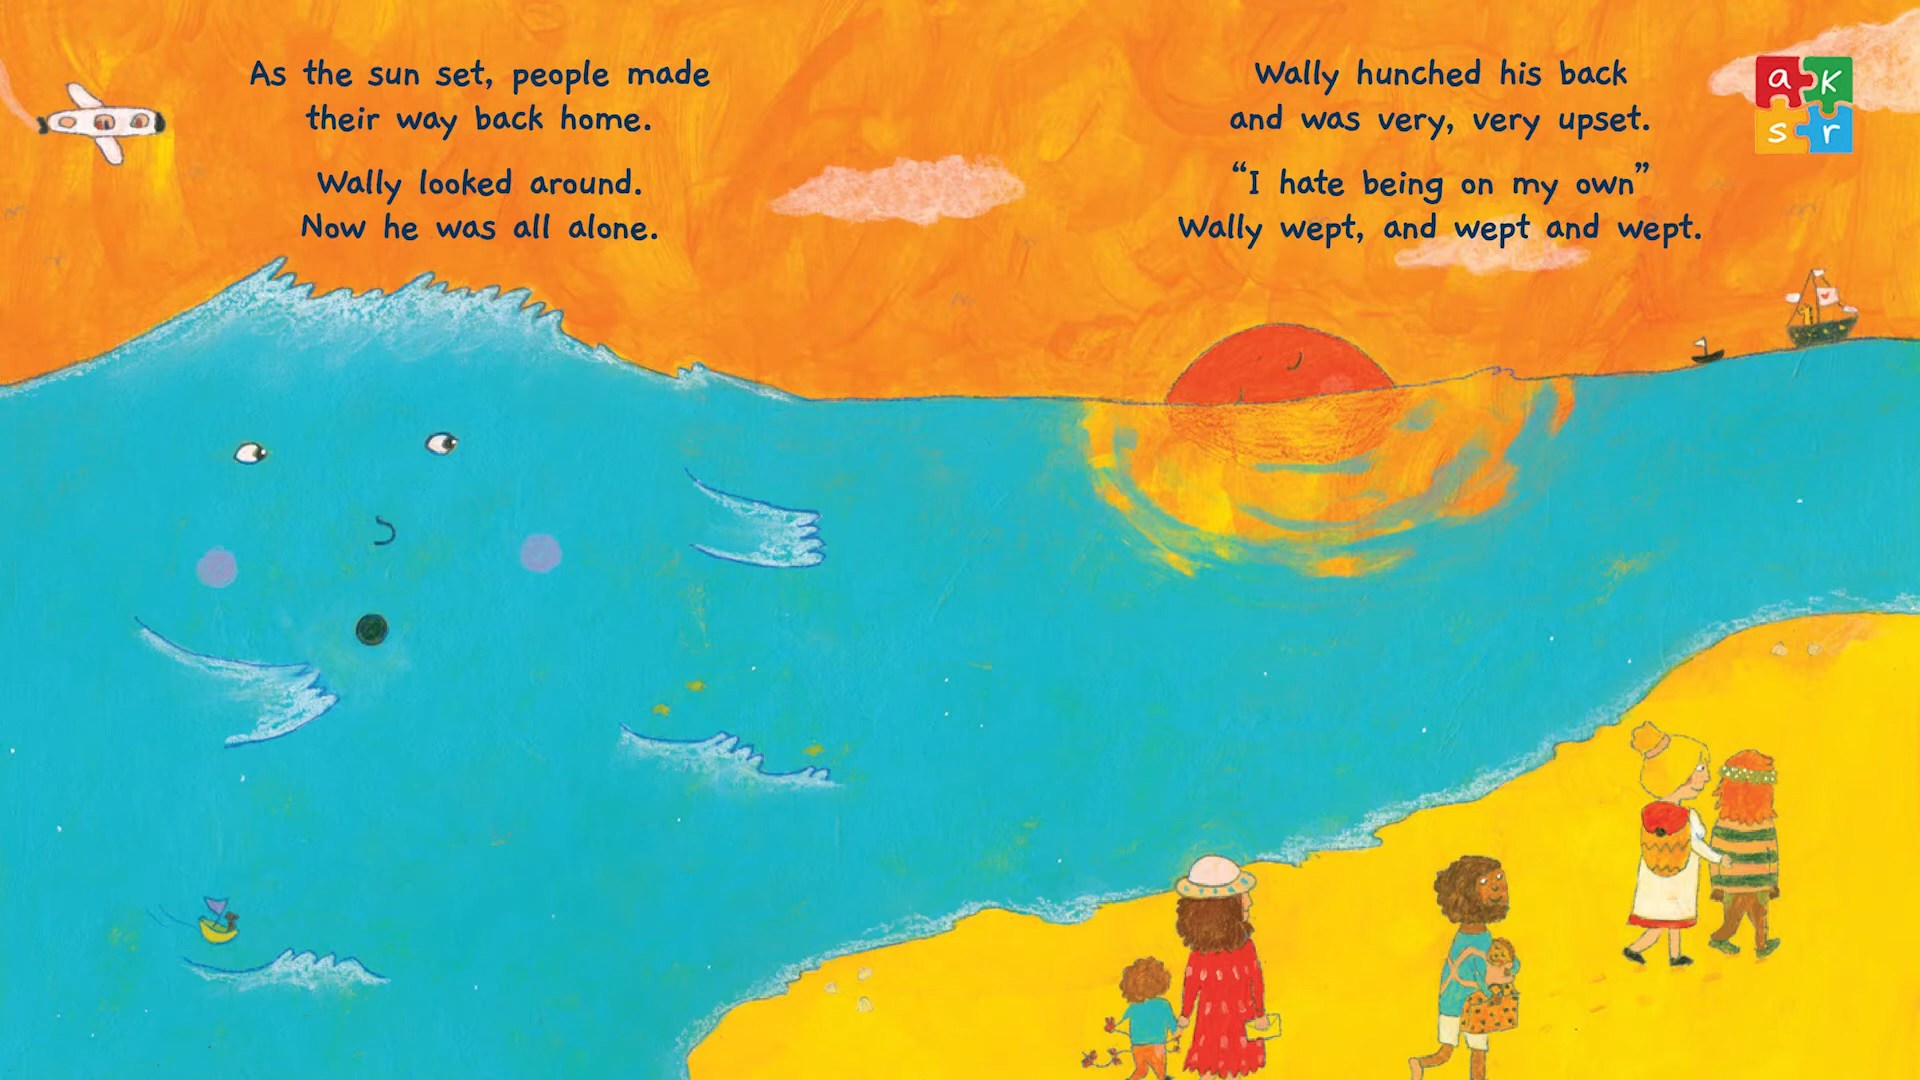 As the sun set, people made
their way back home.
Wally looked around.
Now he was all alone.
Wally hunched his back
and was very, very upset.
“I hate being on my own”
Wally wept, and wept and wept.
a K
s r